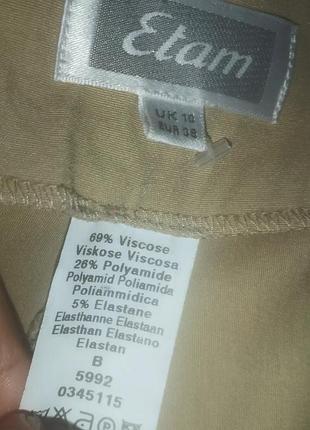 Etam
UK 10
EUR 38
69% Viscose
Viskose Viscosa
26% Polyamide
Polyamid Poliamida
Poliammidica
5% Elastane
Elasthanne Elastaan
Elasthan Elastano
Elastan
B
5992
0345115